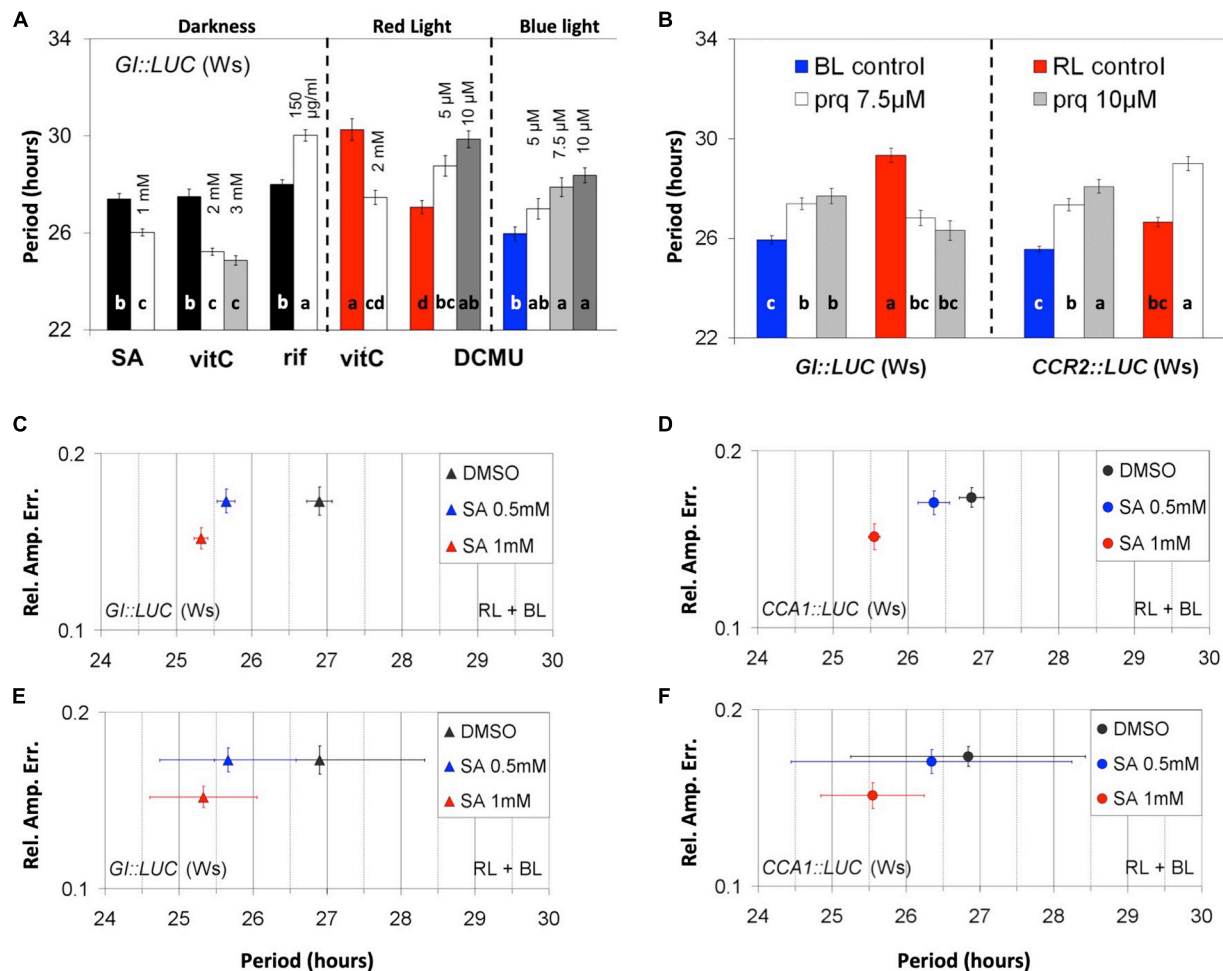 A
Darkness Red Light Blue light
GI::LUC (Ws)
Period (hours)
34
30
26
22
1 mM
2 mM
3 mM
150 µg/ml
2 mM
5 µM
10 µM
5 µM
7.5 µM
10 µM
b c b c c b a a cd d bc ab b ab a a
SA vitC rif vitC DCMU
B
Period (hours)
34
30
26
22
BL control RL control
prq 7.5µM prq 10µM
c b b a bc bc c b a bc a
GI::LUC (Ws) CCR2::LUC (Ws)
C
Rel. Amp. Err.
0.2
0.1
DMSO
SA 0.5mM
SA 1mM
GI::LUC (Ws) RL + BL
24 25 26 27 28 29 30
D
Rel. Amp. Err.
0.2
0.1
DMSO
SA 0.5mM
SA 1mM
CCA1::LUC (Ws) RL + BL
24 25 26 27 28 29 30
E
Rel. Amp. Err.
0.2
0.1
DMSO
SA 0.5mM
SA 1mM
GI::LUC (Ws) RL + BL
24 25 26 27 28 29 30
Period (hours)
F
Rel. Amp. Err.
0.2
0.1
DMSO
SA 0.5mM
SA 1mM
CCA1::LUC (Ws) RL + BL
24 25 26 27 28 29 30
Period (hours)